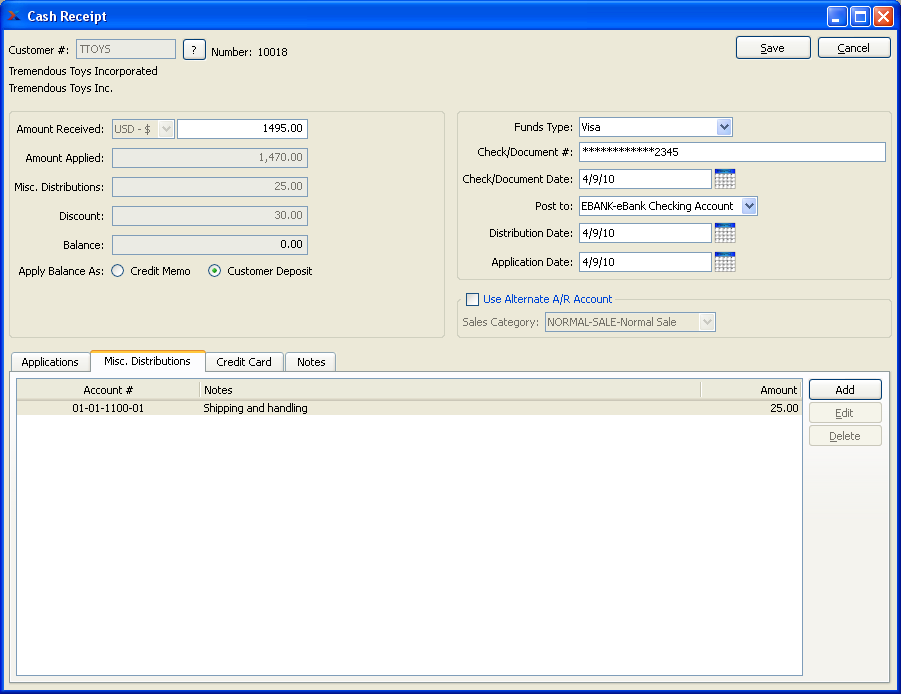 Cash Receipt
Customer #: TTOYS ? Number: 10018 Save Cancel
Tremendous Toys Incorporated
Tremendous Toys Inc.
Amount Received: USD - $ 1495.00
Amount Applied: 1,470.00
Misc. Distributions: 25.00
Discount: 30.00
Balance: 0.00
Apply Balance As: Credit Memo Customer Deposit
Funds Type: Visa
Check/Document #: ************2345
Check/Document Date: 4/9/10
Post to: EBANK-eBank Checking Account
Distribution Date: 4/9/10
Application Date: 4/9/10
Use Alternate A/R Account
Sales Category: NORMAL-SALE-Normal Sale
Applications Misc. Distributions Credit Card Notes
Account # Notes Amount
01-01-1100-01 Shipping and handling 25.00
Add
Edit
Delete